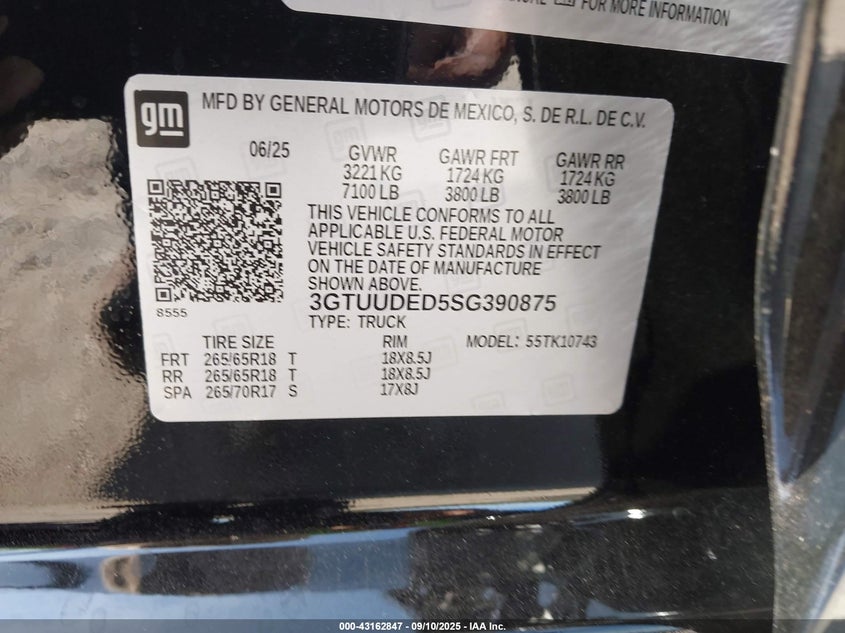 FOR MORE INFORMATION
gm
MFD BY GENERAL MOTORS DE MEXICO, S. DE R.L. DE C.V.
06/25 GVWR GAWR FRT GAWR RR
3221 KG 1724 KG 1724 KG
7100 LB 3800 LB 3800 LB
THIS VEHICLE CONFORMS TO ALL
APPLICABLE U.S. FEDERAL MOTOR
VEHICLE SAFETY STANDARDS IN EFFECT
ON THE DATE OF MANUFACTURE
SHOWN ABOVE.
8555
3GTUUDED5SG390875
TYPE: TRUCK
TIRE SIZE RIM MODEL: 55TK10743
FRT 265/65R18 T 18X8.5J
RR 265/65R18 T 18X8.5J
SPA 265/70R17 S 17X8J
000-43162847 - 09/10/2025 - IAA Inc.